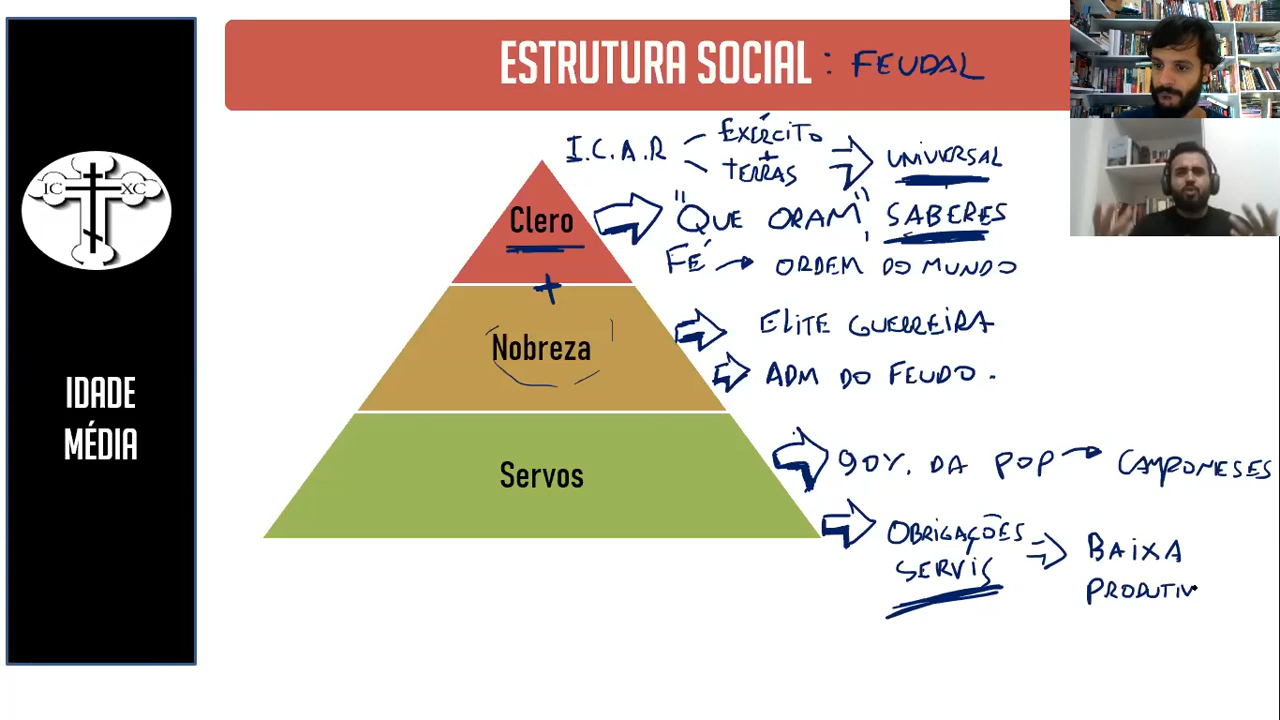 ESTRUTURA SOCIAL : FEUDAL
I.C.A.R
EXÉRCITO
+
TERRAS
UNIVERSAL
Clero
"QUE ORAM" SABERES
FÉ → ORDEM DO MUNDO
+
Nobreza
ELITE GUERREIRA
ADM DO FEUDO.
Servos
90%. DA POP → CAMPONESES
OBRIGAÇÕES
SERVIS
BAIXA
PRODUTIV
IC XC
IDADE
MÉDIA